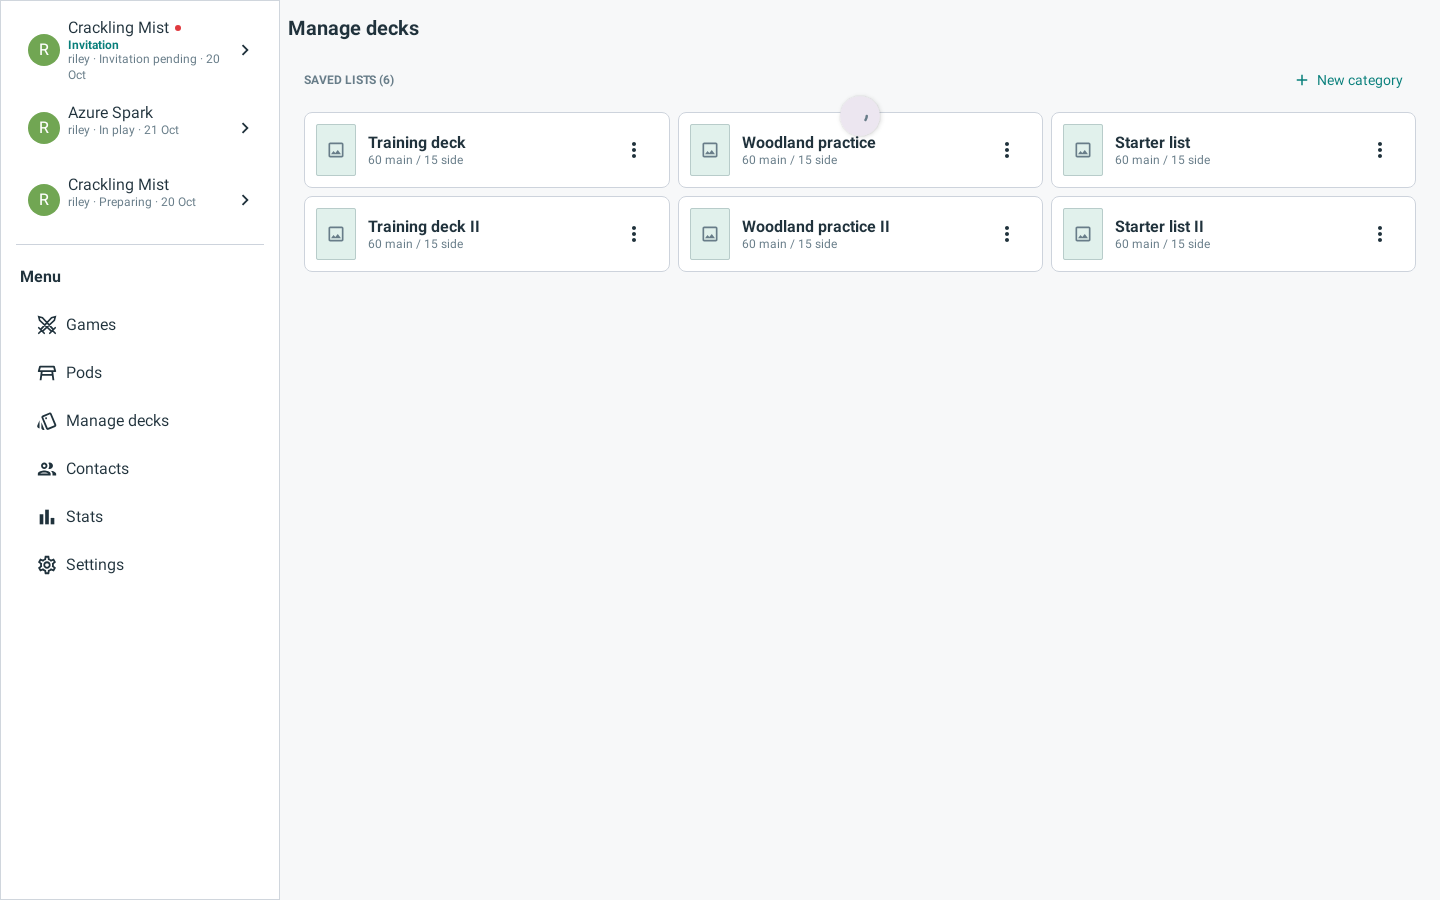 Crackling Mist
Invitation
riley · Invitation pending · 20
Oct
R
Azure Spark
riley · In play · 21 Oct
R
Crackling Mist
riley · Preparing · 20 Oct
R
Menu
Games
Pods
Manage decks
Contacts
Stats
Settings
Manage decks
SAVED LISTS (6)
New category
Training deck
60 main / 15 side
Woodland practice
60 main / 15 side
Starter list
60 main / 15 side
Training deck II
60 main / 15 side
Woodland practice II
60 main / 15 side
Starter list II
60 main / 15 side